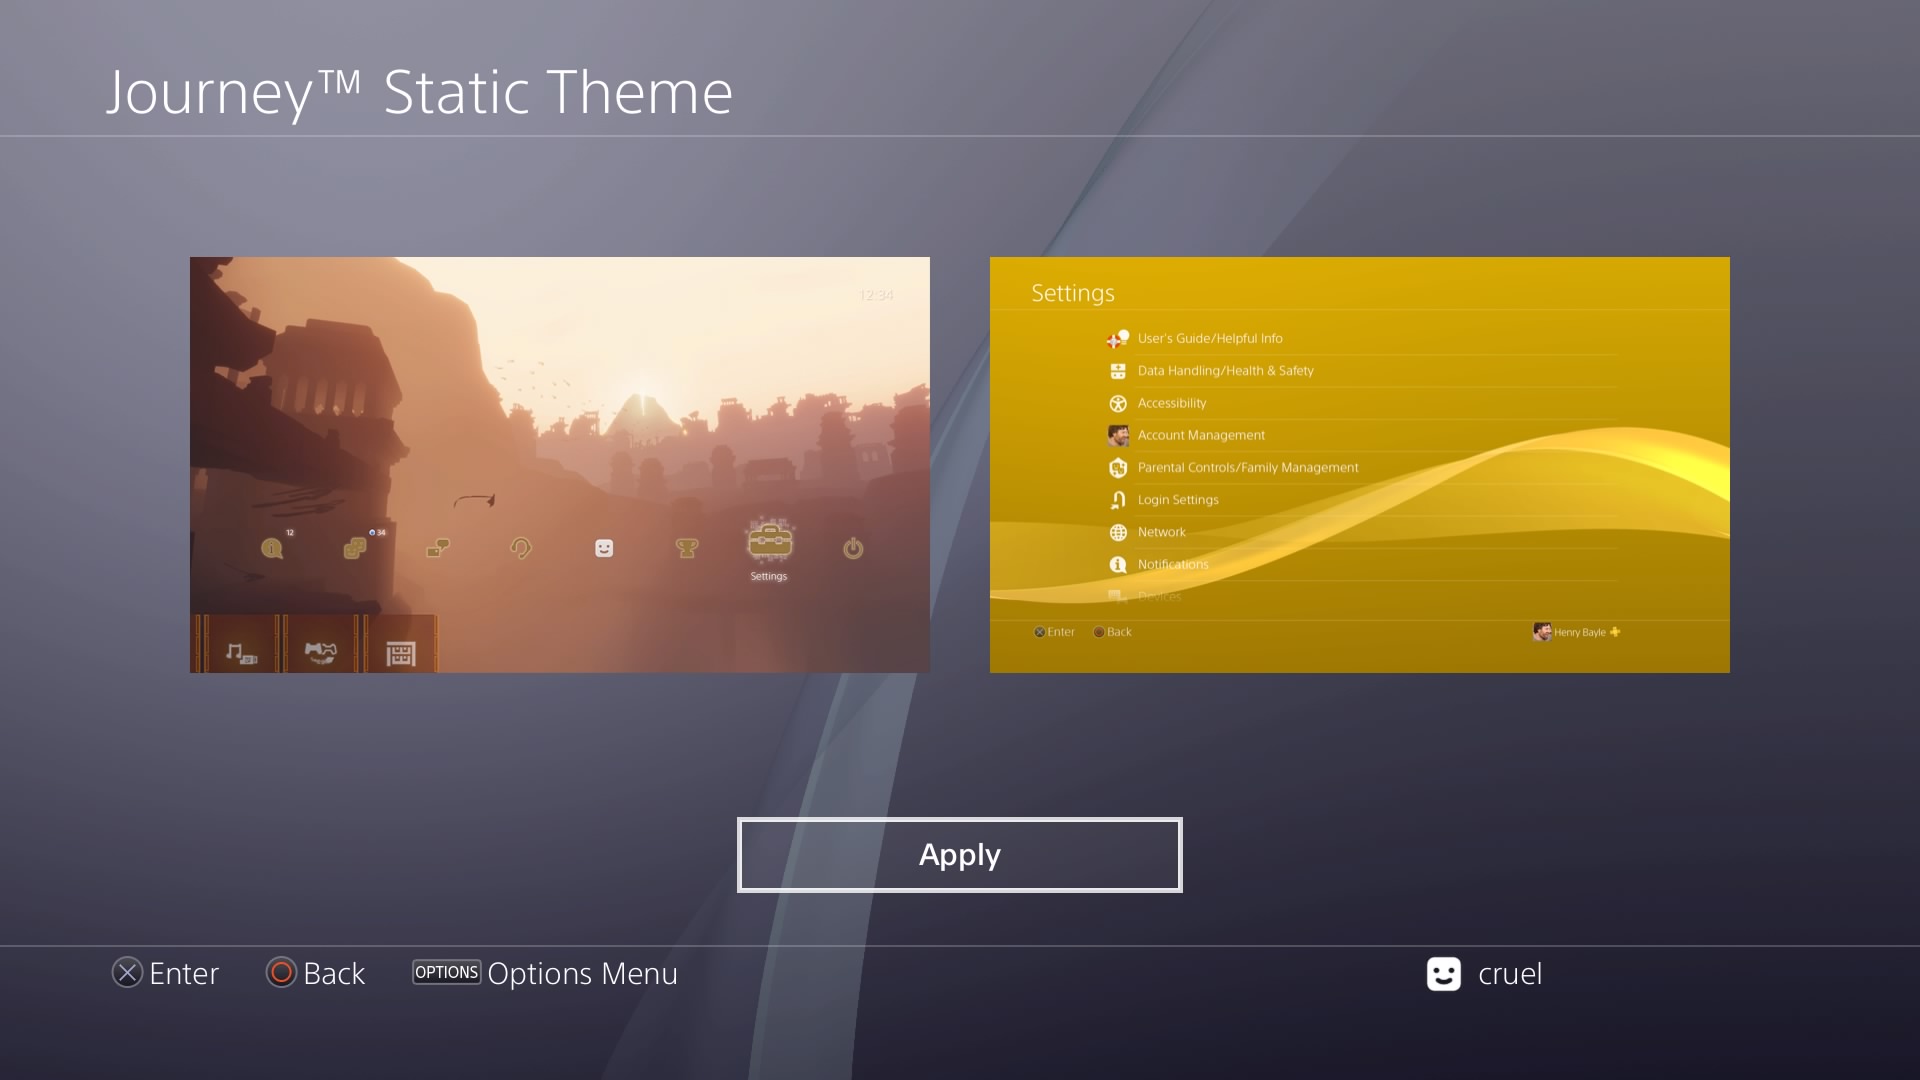 Journey™ Static Theme
12:34
12
34
Settings
Settings
User's Guide/Helpful Info
Data Handling/Health & Safety
Accessibility
Account Management
Parental Controls/Family Management
Login Settings
Network
Notifications
Devices
Enter Back Henry Bayle
Apply
Enter Back OPTIONS Options Menu cruel